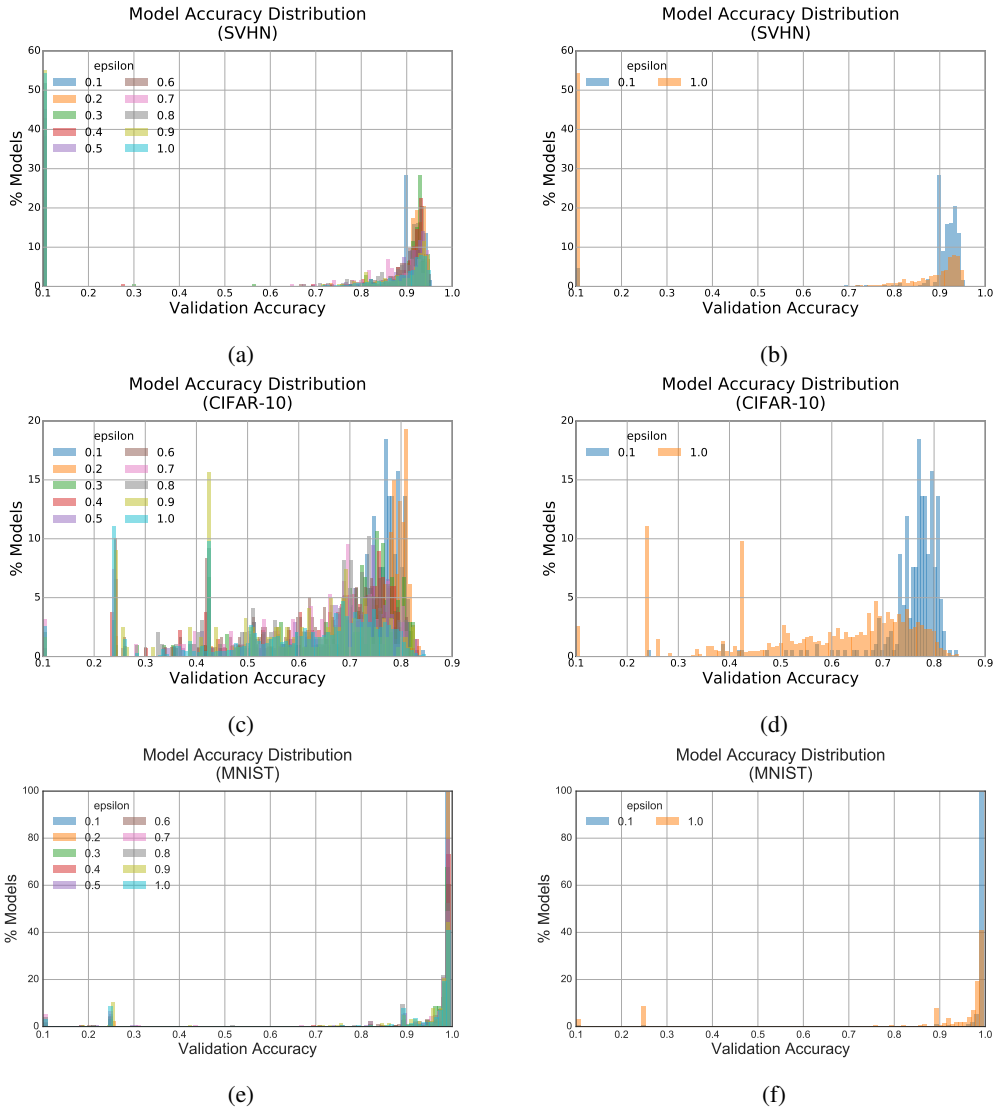 Model Accuracy Distribution
(SVHN)
% Models
60
50
40
30
20
10
0
epsilon
0.1 0.6
0.2 0.7
0.3 0.8
0.4 0.9
0.5 1.0
0.1 0.2 0.3 0.4 0.5 0.6 0.7 0.8 0.9 1.0
Validation Accuracy
(a)
Model Accuracy Distribution
(SVHN)
% Models
60
50
40
30
20
10
0
epsilon
0.1 1.0
0.1 0.2 0.3 0.4 0.5 0.6 0.7 0.8 0.9 1.0
Validation Accuracy
(b)
Model Accuracy Distribution
(CIFAR-10)
% Models
20
15
10
5
0
epsilon
0.1 0.6
0.2 0.7
0.3 0.8
0.4 0.9
0.5 1.0
0.1 0.2 0.3 0.4 0.5 0.6 0.7 0.8 0.9
Validation Accuracy
(c)
Model Accuracy Distribution
(CIFAR-10)
% Models
20
15
10
5
0
epsilon
0.1 1.0
0.1 0.2 0.3 0.4 0.5 0.6 0.7 0.8 0.9
Validation Accuracy
(d)
Model Accuracy Distribution
(MNIST)
% Models
100
80
60
40
20
0
epsilon
0.1 0.6
0.2 0.7
0.3 0.8
0.4 0.9
0.5 1.0
0.1 0.2 0.3 0.4 0.5 0.6 0.7 0.8 0.9 1.0
Validation Accuracy
(e)
Model Accuracy Distribution
(MNIST)
% Models
100
80
60
40
20
0
epsilon
0.1 1.0
0.1 0.2 0.3 0.4 0.5 0.6 0.7 0.8 0.9 1.0
Validation Accuracy
(f)